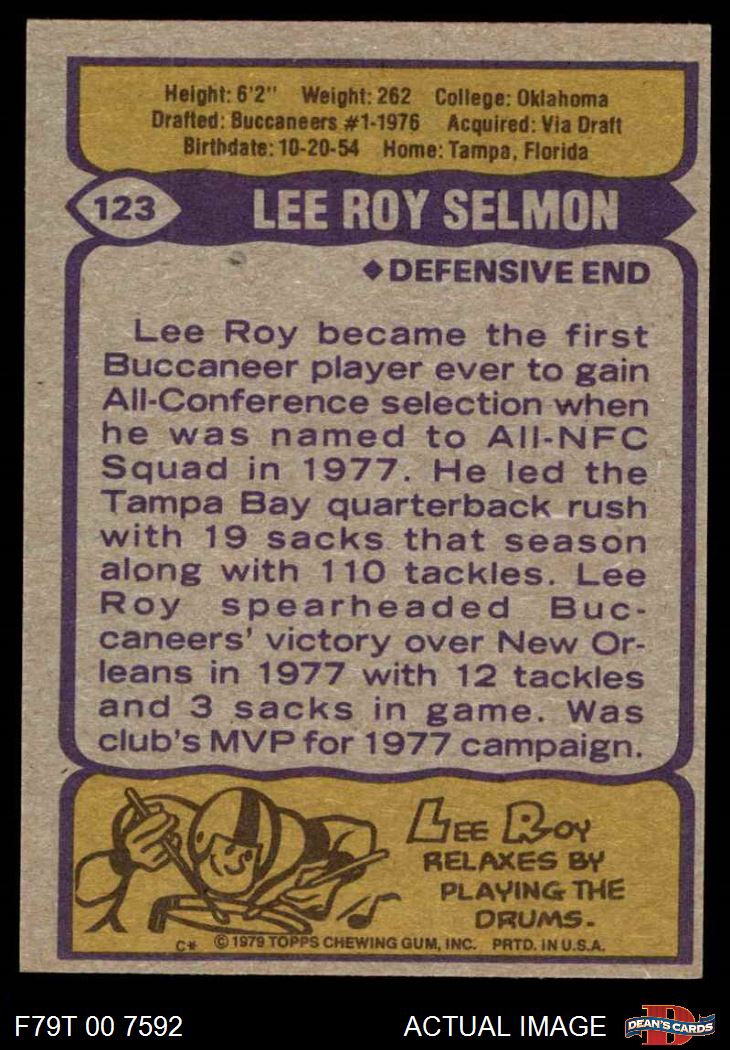 Height: 6'2" Weight: 262 College: Oklahoma
Drafted: Buccaneers #1-1976 Acquired: Via Draft
Birthdate: 10-20-54 Home: Tampa, Florida
123 LEE ROY SELMON
◆DEFENSIVE END
Lee Roy became the first
Buccaneer player ever to gain
All-Conference selection when
he was named to All-NFC
Squad in 1977. He led the
Tampa Bay quarterback rush
with 19 sacks that season
along with 110 tackles. Lee
Roy spearheaded Buc-
caneers' victory over New Or-
leans in 1977 with 12 tackles
and 3 sacks in game. Was
club's MVP for 1977 campaign.
LEE ROY
RELAXES BY
PLAYING THE
DRUMS.
C* © 1979 TOPPS CHEWING GUM, INC. PRTD. IN U.S.A.
F79T 00 7592 ACTUAL IMAGE D DEAN'S CARDS